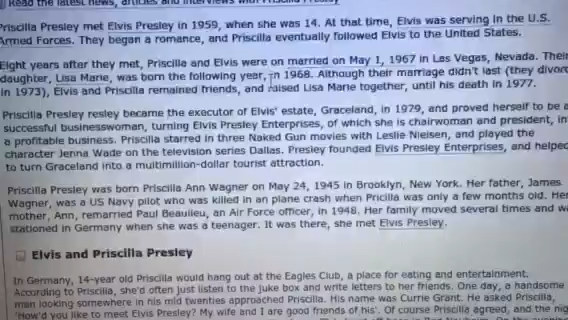 Read the latest news, articles and interviews with Priscilla Presley
Priscilla Presley met Elvis Presley in 1959, when she was 14. At that time, Elvis was serving in the U.S.
Armed Forces. They began a romance, and Priscilla eventually followed Elvis to the United States.
Eight years after they met, Priscilla and Elvis were on married on May 1, 1967 in Las Vegas, Nevada. Their
daughter, Lisa Marie, was born the following year, in 1968. Although their marriage didn't last (they divorc
in 1973), Elvis and Priscilla remained friends, and raised Lisa Marie together, until his death in 1977.
Priscilla Presley resley became the executor of Elvis' estate, Graceland, in 1979, and proved herself to be a
successful businesswoman, turning Elvis Presley Enterprises, of which she is chairwoman and president, in
a profitable business. Priscilla starred in three Naked Gun movies with Leslie Nielsen, and played the
character Jenna Wade on the television series Dallas. Presley founded Elvis Presley Enterprises, and helped
to turn Graceland into a multimillion-dollar tourist attraction.
Priscilla Presley was born Priscilla Ann Wagner on May 24, 1945 in Brooklyn, New York. Her father, James
Wagner, was a US Navy pilot who was killed in an plane crash when Pricilla was only a few months old. Her
mother, Ann, remarried Paul Beaulieu, an Air Force officer, in 1948. Her family moved several times and wa
stationed in Germany when she was a teenager. It was there, she met Elvis Presley.
Elvis and Priscilla Presley
In Germany, 14-year old Priscilla would hang out at the Eagles Club, a place for eating and entertainment.
According to Priscilla, she'd often just listen to the juke box and write letters to her friends. One day, a handsome
man looking somewhere in his mid twenties approached Priscilla. His name was Currie Grant. He asked Priscilla,
'How'd you like to meet Elvis Presley? My wife and I are good friends of his'. Of course Priscilla agreed, and the nig